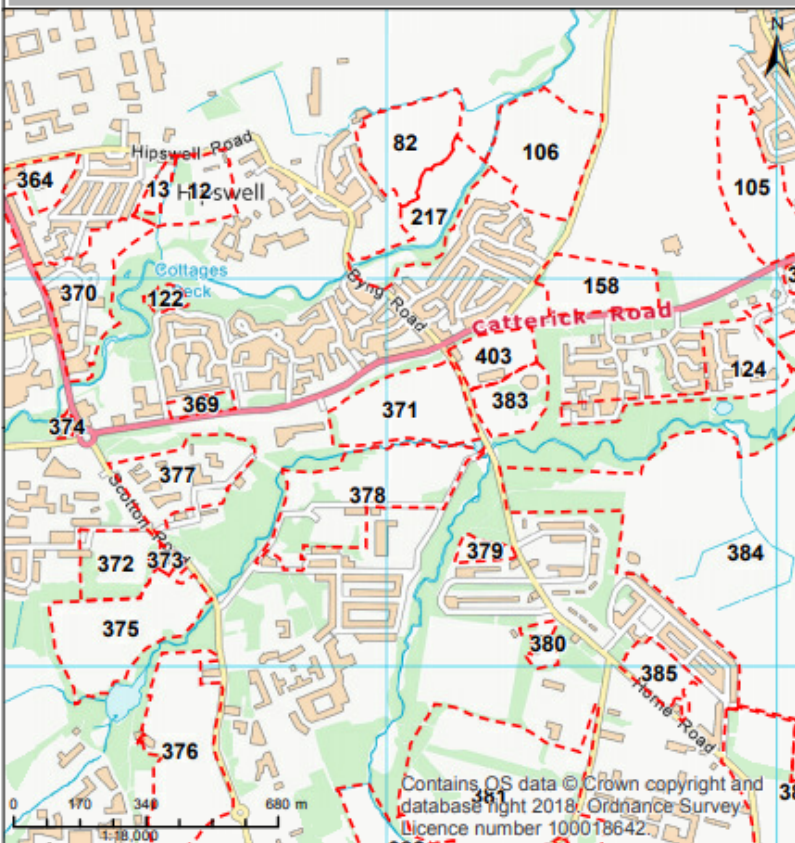 N
82
106
Hipswell Road
364
13
12
Hipswell
105
217
Cottages
Beck
370
122
Byng Road
158
Catterick Road
403
124
369
371
383
374
377
378
Scotton Road
372
373
379
384
375
380
385
Horne Road
376
381
Contains OS data © Crown copyright and
database right 2018. Ordnance Survey
Licence number 100018642.
0 170 340 680 m
1:18,000